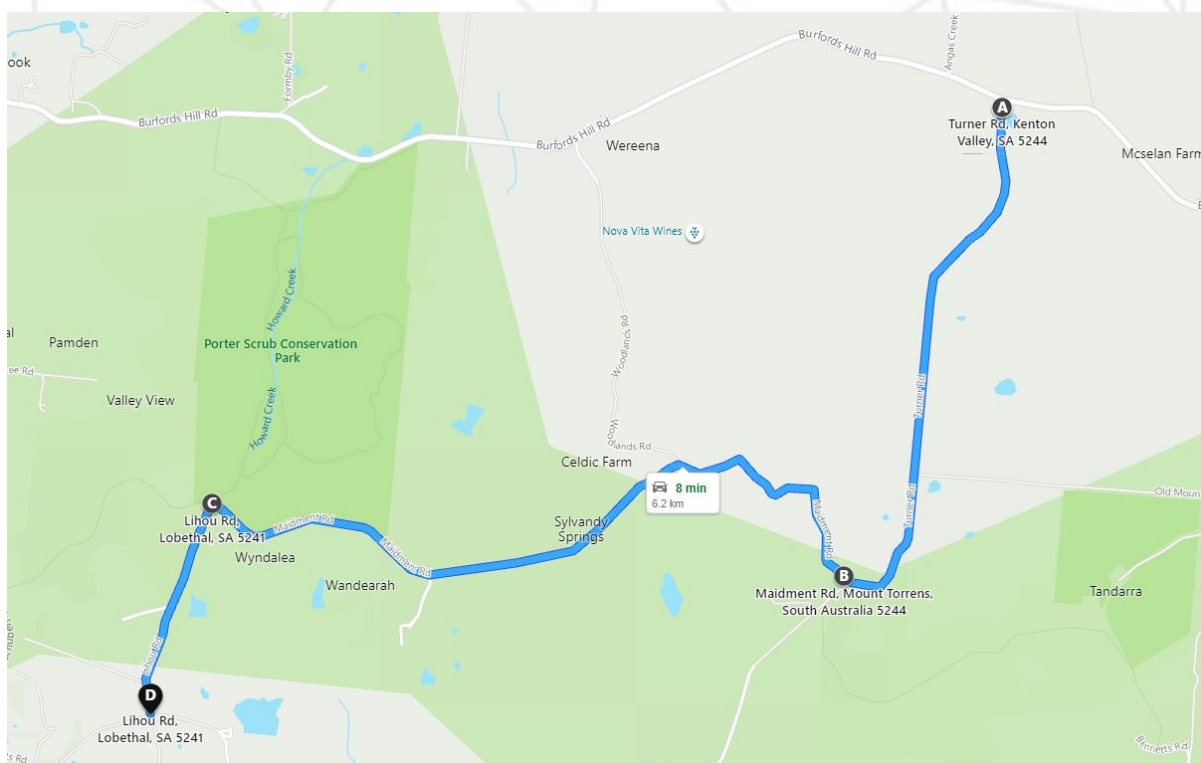 Burfords Hill Rd
Angas Creek
ook
Formby Rd
A
Burfords Hill Rd
Turner Rd, Kenton
Valley, SA 5244
Burfords Hill Rd
Wereena
Mcselan Farm
Nova Vita Wines
Howard Creek
Porter Scrub Conservation
Park
Pamden
Woodlands Rd
ee Rd
Valley View
Turner Rd
Howard Creek
Woodlands Rd
Celdic Farm
8 min
6.2 km
Old Moun
C
Lihou Rd,
Lobethal, SA 5241
Maidment Rd
Sylvandy
Springs
Maidment Rd
Turner Rd
Wyndalea
Maidment Rd
Wandearah
B
Maidment Rd, Mount Torrens,
South Australia 5244
Tandarra
Lihou Rd
D
Lihou Rd,
Lobethal, SA 5241
Bennetts Rd
ts Rd